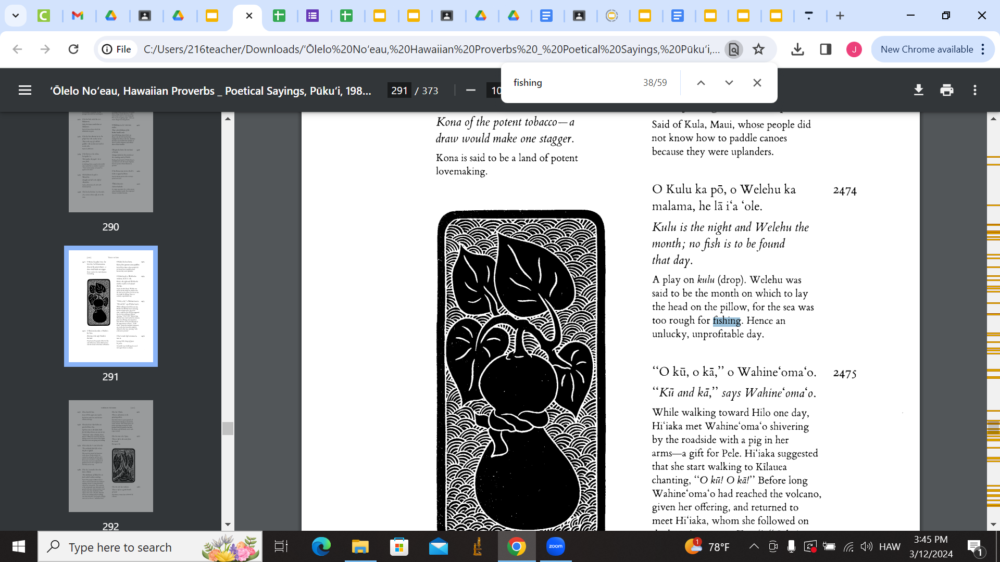 File
C:/Users/216teacher/Downloads/ʻŌlelo%20Noʻeau,%20Hawaiian%20Proverbs%20_%20Poetical%20Sayings,%20Pūkuʻi,...
J
New Chrome available
ʻŌlelo Noʻeau, Hawaiian Proverbs _ Poetical Sayings, Pūkuʻi, 198...
291 / 373
10
fishing
38/59
290
291
292
Kona of the potent tobacco—a
draw would make one stagger.
Kona is said to be a land of potent
lovemaking.
Said of Kula, Maui, whose people did
not know how to paddle canoes
because they were uplanders.
O Kulu ka pō, o Welehu ka 2474
malama, he lā iʻa ʻole.
Kulu is the night and Welehu the
month; no fish is to be found
that day.
A play on kulu (drop). Welehu was
said to be the month on which to lay
the head on the pillow, for the sea was
too rough for fishing. Hence an
unlucky, unprofitable day.
“O kū, o kā,” o Wahineʻomaʻo. 2475
“Kū and kā,” says Wahineʻomaʻo.
While walking toward Hilo one day,
Hiʻiaka met Wahineʻomaʻo shivering
by the roadside with a pig in her
arms—a gift for Pele. Hiʻiaka suggested
that she start walking to Kīlauea
chanting, “O kū! O kā!” Before long
Wahineʻomaʻo had reached the volcano,
given her offering, and returned to
meet Hiʻiaka, whom she followed on
Type here to search
zoom
1
78°F
HAW
3:45 PM
3/12/2024
1